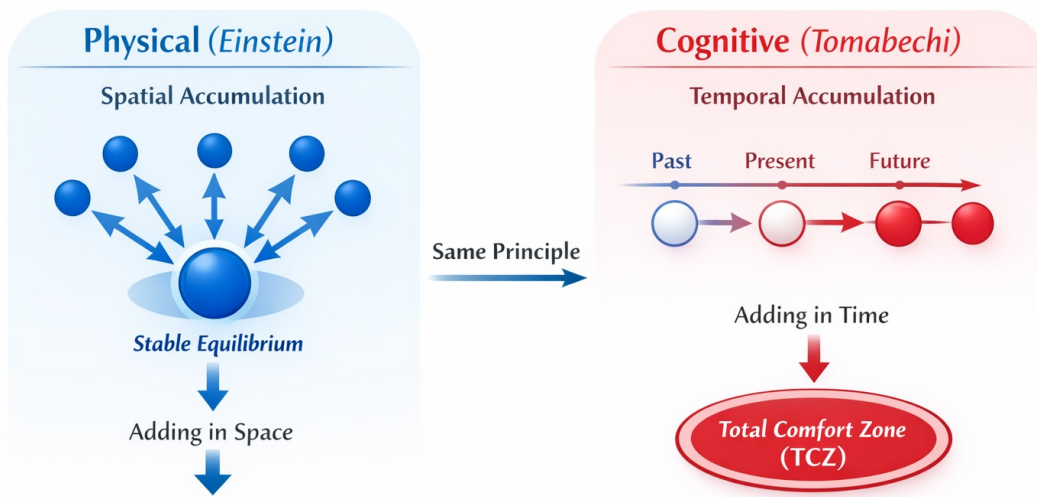 Physical (Einstein)
Spatial Accumulation
Stable Equilibrium
Adding in Space
Same Principle
Cognitive (Tomabechi)
Temporal Accumulation
Past Present Future
Adding in Time
Total Comfort Zone
(TCZ)